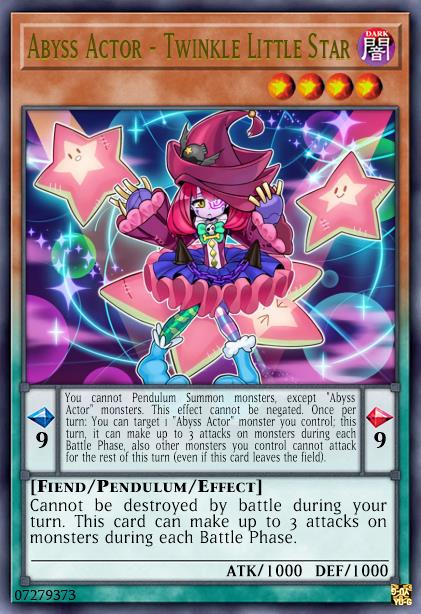 Abyss Actor - Twinkle Little Star
DARK
闇
You cannot Pendulum Summon monsters, except "Abyss
Actor" monsters. This effect cannot be negated. Once per
turn: You can target 1 "Abyss Actor" monster you control; this
turn, it can make up to 3 attacks on monsters during each
Battle Phase, also other monsters you control cannot attack
for the rest of this turn (even if this card leaves the field).
9
9
[Fiend/Pendulum/Effect]
Cannot be destroyed by battle during your
turn. This card can make up to 3 attacks on
monsters during each Battle Phase.
ATK/1000 DEF/1000
07279373